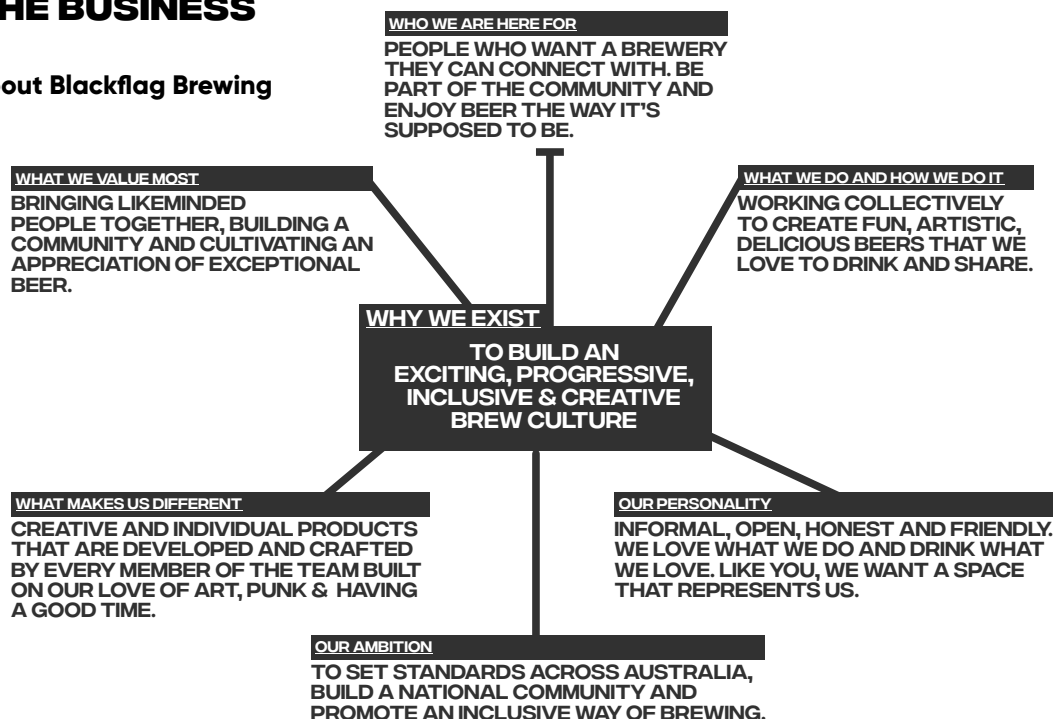 HE BUSINESS
out Blackflag Brewing
WHO WE ARE HERE FOR
PEOPLE WHO WANT A BREWERY
THEY CAN CONNECT WITH. BE
PART OF THE COMMUNITY AND
ENJOY BEER THE WAY IT'S
SUPPOSED TO BE.
WHAT WE VALUE MOST
BRINGING LIKEMINDED
PEOPLE TOGETHER, BUILDING A
COMMUNITY AND CULTIVATING AN
APPRECIATION OF EXCEPTIONAL
BEER.
WHAT WE DO AND HOW WE DO IT
WORKING COLLECTIVELY
TO CREATE FUN, ARTISTIC,
DELICIOUS BEERS THAT WE
LOVE TO DRINK AND SHARE.
WHY WE EXIST
TO BUILD AN
EXCITING, PROGRESSIVE,
INCLUSIVE & CREATIVE
BREW CULTURE
WHAT MAKES US DIFFERENT
CREATIVE AND INDIVIDUAL PRODUCTS
THAT ARE DEVELOPED AND CRAFTED
BY EVERY MEMBER OF THE TEAM BUILT
ON OUR LOVE OF ART, PUNK & HAVING
A GOOD TIME.
OUR PERSONALITY
INFORMAL, OPEN, HONEST AND FRIENDLY.
WE LOVE WHAT WE DO AND DRINK WHAT
WE LOVE. LIKE YOU, WE WANT A SPACE
THAT REPRESENTS US.
OUR AMBITION
TO SET STANDARDS ACROSS AUSTRALIA,
BUILD A NATIONAL COMMUNITY AND
PROMOTE AN INCLUSIVE WAY OF BREWING.